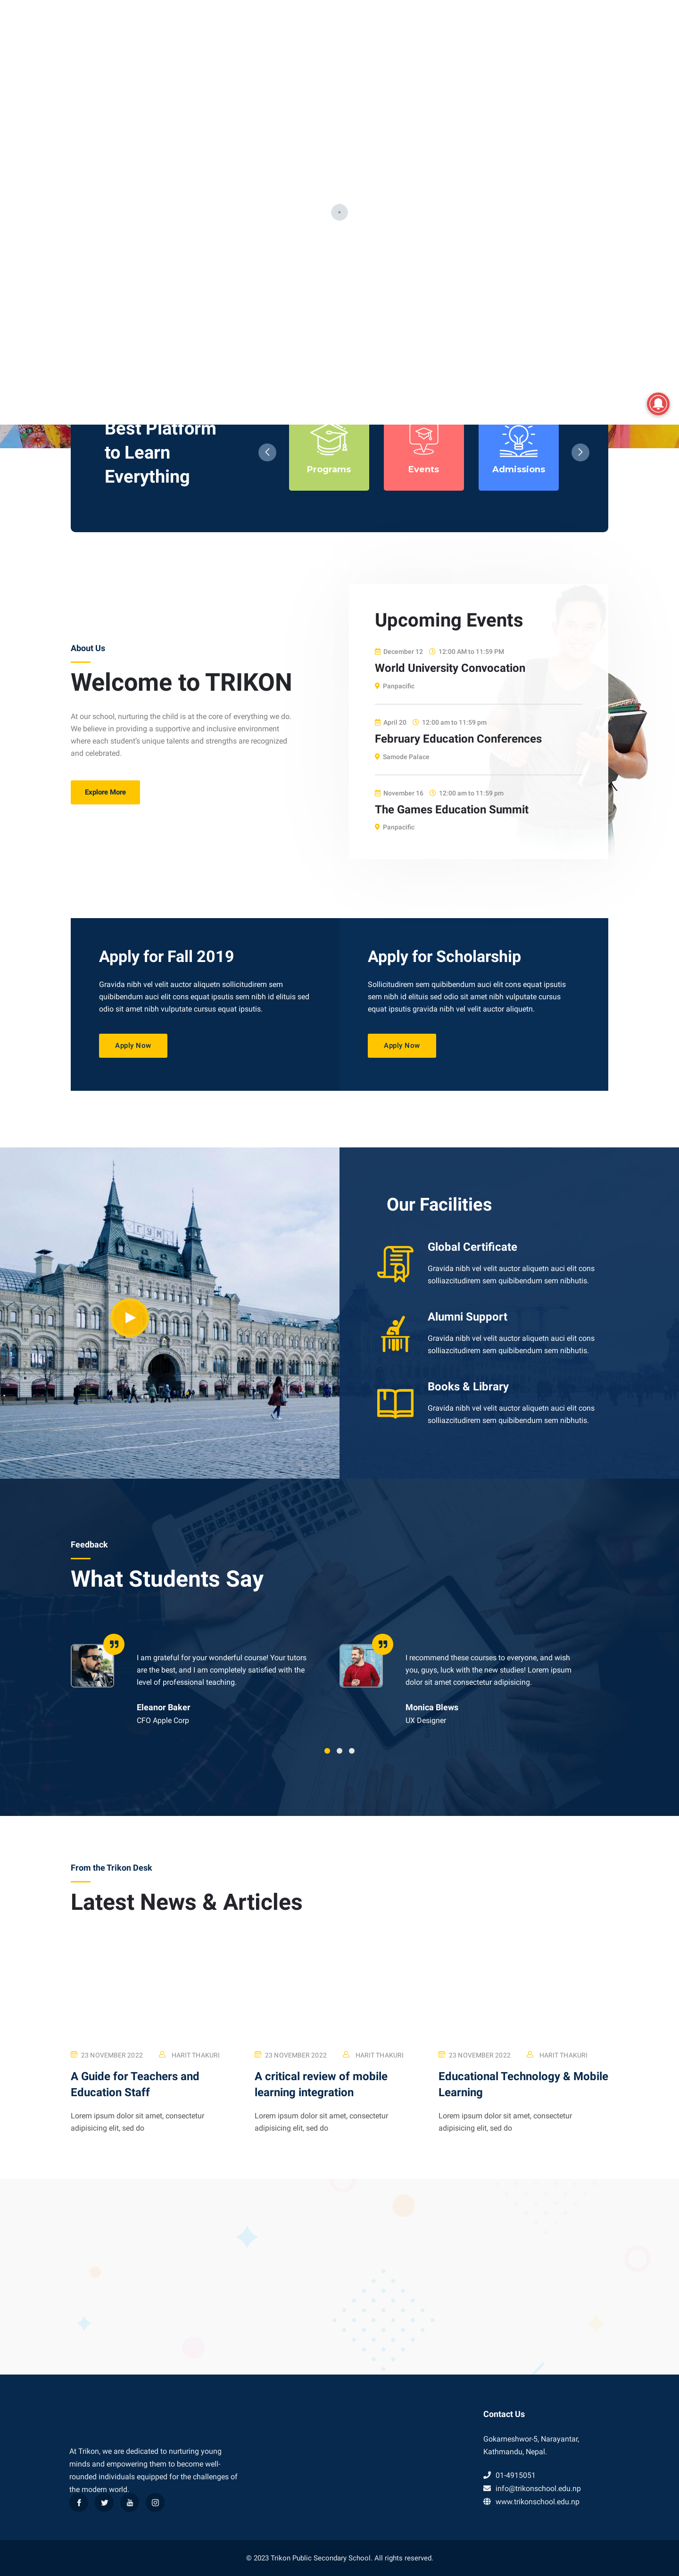 Best Platform
to Learn
Everything
Programs
Events
Admissions
About Us
Welcome to TRIKON
At our school, nurturing the child is at the core of everything we do.
We believe in providing a supportive and inclusive environment
where each student's unique talents and strengths are recognized
and celebrated.
Explore More
Upcoming Events
December 12 12:00 AM to 11:59 PM
World University Convocation
Panpacific
April 20 12:00 am to 11:59 pm
February Education Conferences
Samode Palace
November 16 12:00 am to 11:59 pm
The Games Education Summit
Panpacific
Apply for Fall 2019
Gravida nibh vel velit auctor aliquetn sollicitudirem sem
quibendum auci elit cons equat ipsutis sem nibh id elituis sed
odio sit amet nibh vulputate cursus equat ipsutis.
Apply Now
Apply for Scholarship
Sollicitudirem sem quibibendum auci elit cons equat ipsutis
sem nibh id elituis sed odio sit amet nibh vulputate cursus
equat ipsutis gravida nibh vel velit auctor aliquetn.
Apply Now
ГУМ
Our Facilities
Global Certificate
Gravida nibh vel velit auctor aliquetn auci elit cons
solliazcitudirem sem quibibendum sem nibhutis.
Alumni Support
Gravida nibh vel velit auctor aliquetn auci elit cons
solliazcitudirem sem quibibendum sem nibhutis.
Books & Library
Gravida nibh vel velit auctor aliquetn auci elit cons
solliazcitudirem sem quibibendum sem nibhutis.
Feedback
What Students Say
I am grateful for your wonderful course! Your tutors
are the best, and I am completely satisfied with the
level of professional teaching.
Eleanor Baker
CFO Apple Corp
I recommend these courses to everyone, and wish
you, guys, luck with the new studies! Lorem ipsum
dolor sit amet consectetur adipisicing.
Monica Blews
UX Designer
From the Trikon Desk
Latest News & Articles
23 NOVEMBER 2022 HARIT THAKURI
A Guide for Teachers and
Education Staff
Lorem ipsum dolor sit amet, consectetur
adipisicing elit, sed do
23 NOVEMBER 2022 HARIT THAKURI
A critical review of mobile
learning integration
Lorem ipsum dolor sit amet, consectetur
adipisicing elit, sed do
23 NOVEMBER 2022 HARIT THAKURI
Educational Technology & Mobile
Learning
Lorem ipsum dolor sit amet, consectetur
adipisicing elit, sed do
At Trikon, we are dedicated to nurturing young
minds and empowering them to become well-
rounded individuals equipped for the challenges of
the modern world.
Contact Us
Gokarneshwor-5, Narayantar,
Kathmandu, Nepal.
01-4915051
info@trikonschool.edu.np
www.trikonschool.edu.np
© 2023 Trikon Public Secondary School. All rights reserved.